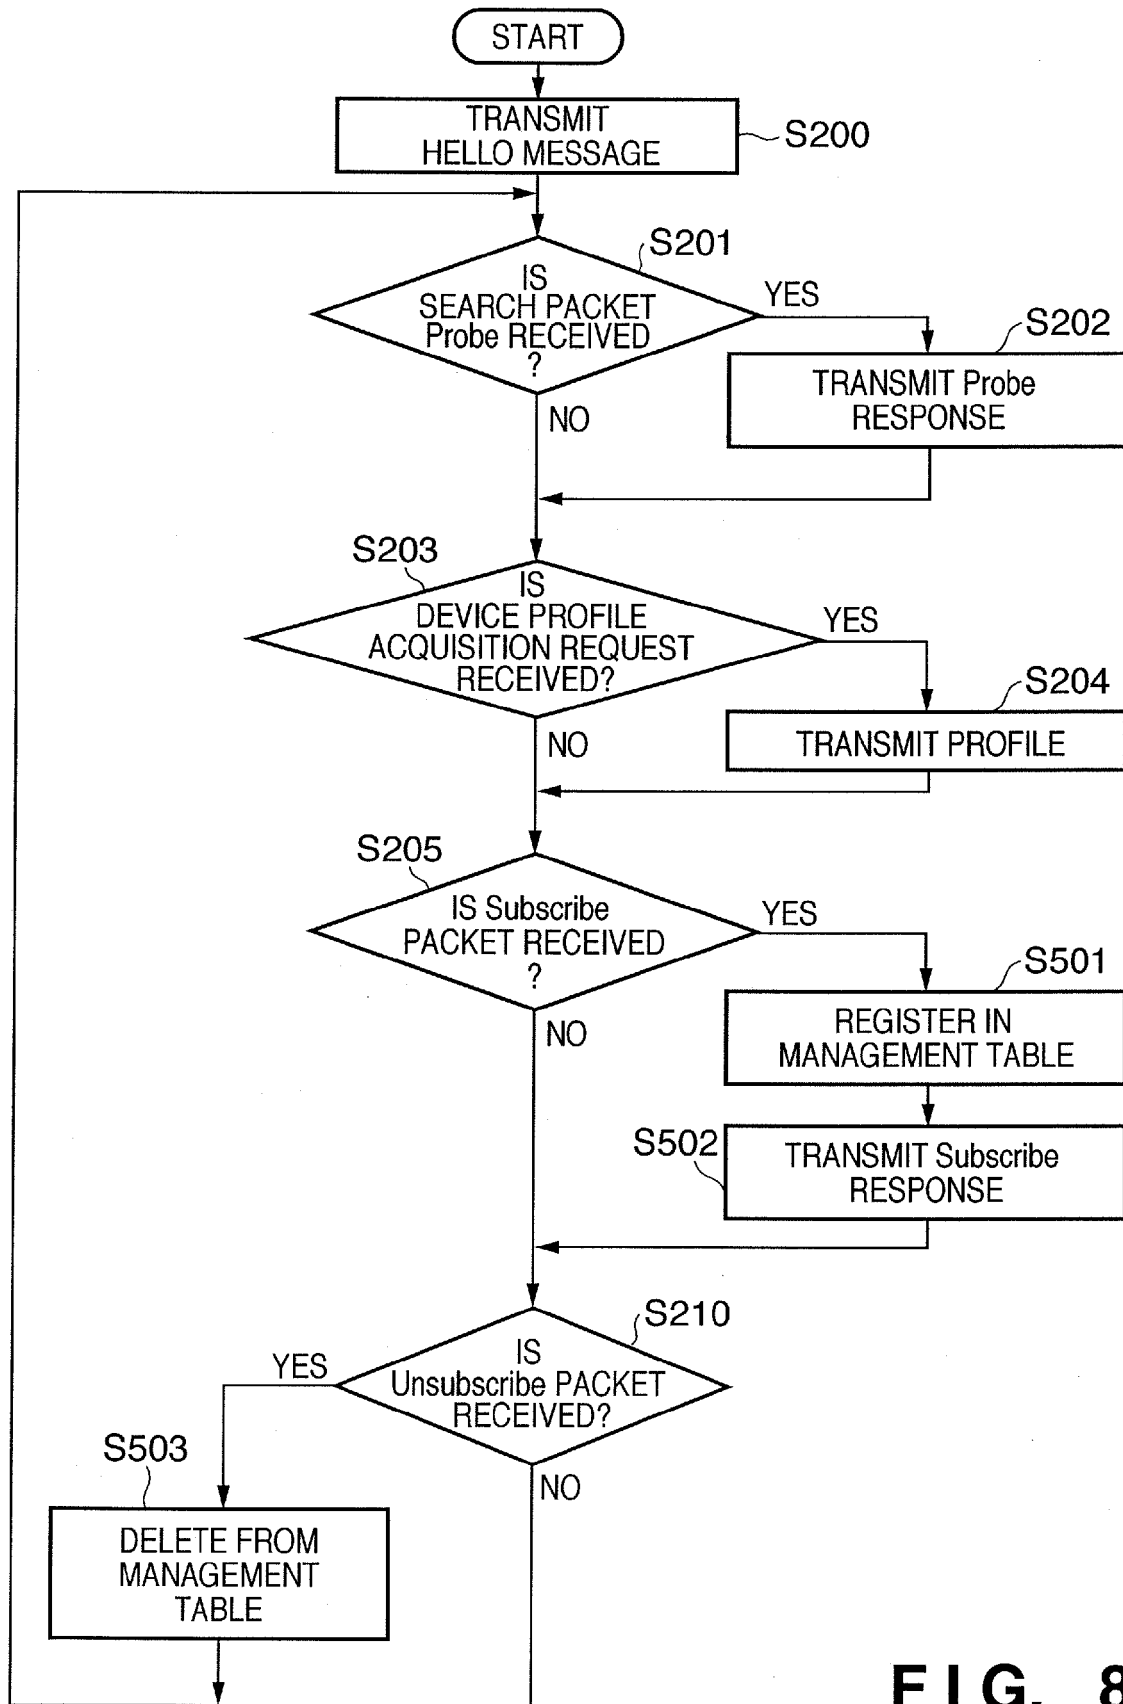 START
TRANSMIT
HELLO MESSAGE
S200
S201
IS
SEARCH PACKET
Probe RECEIVED
?
YES
NO
S202
TRANSMIT Probe
RESPONSE
S203
IS
DEVICE PROFILE
ACQUISITION REQUEST
RECEIVED?
YES
NO
S204
TRANSMIT PROFILE
S205
IS Subscribe
PACKET RECEIVED
?
YES
NO
S501
REGISTER IN
MANAGEMENT TABLE
S502
TRANSMIT Subscribe
RESPONSE
S210
IS
Unsubscribe PACKET
RECEIVED?
YES
NO
S503
DELETE FROM
MANAGEMENT
TABLE
FIG. 8